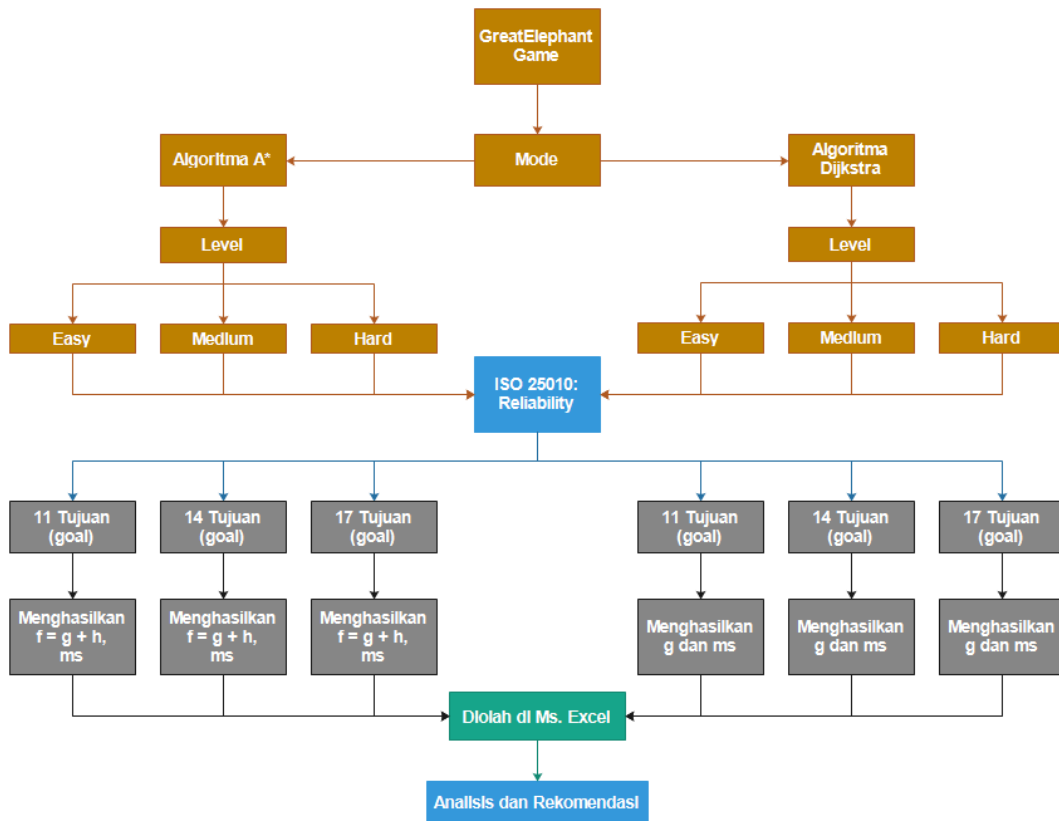 GreatElephant
Game
Algoritma A*
Mode
Algoritma
Dijkstra
Level
Level
Easy
Medium
Hard
Easy
Medium
Hard
ISO 25010:
Reliability
11 Tujuan
(goal)
14 Tujuan
(goal)
17 Tujuan
(goal)
11 Tujuan
(goal)
14 Tujuan
(goal)
17 Tujuan
(goal)
Menghasilkan
f = g + h,
ms
Menghasilkan
f = g + h,
ms
Menghasilkan
f = g + h,
ms
Menghasilkan
g dan ms
Menghasilkan
g dan ms
Menghasilkan
g dan ms
Diolah di Ms. Excel
Analisis dan Rekomendasi